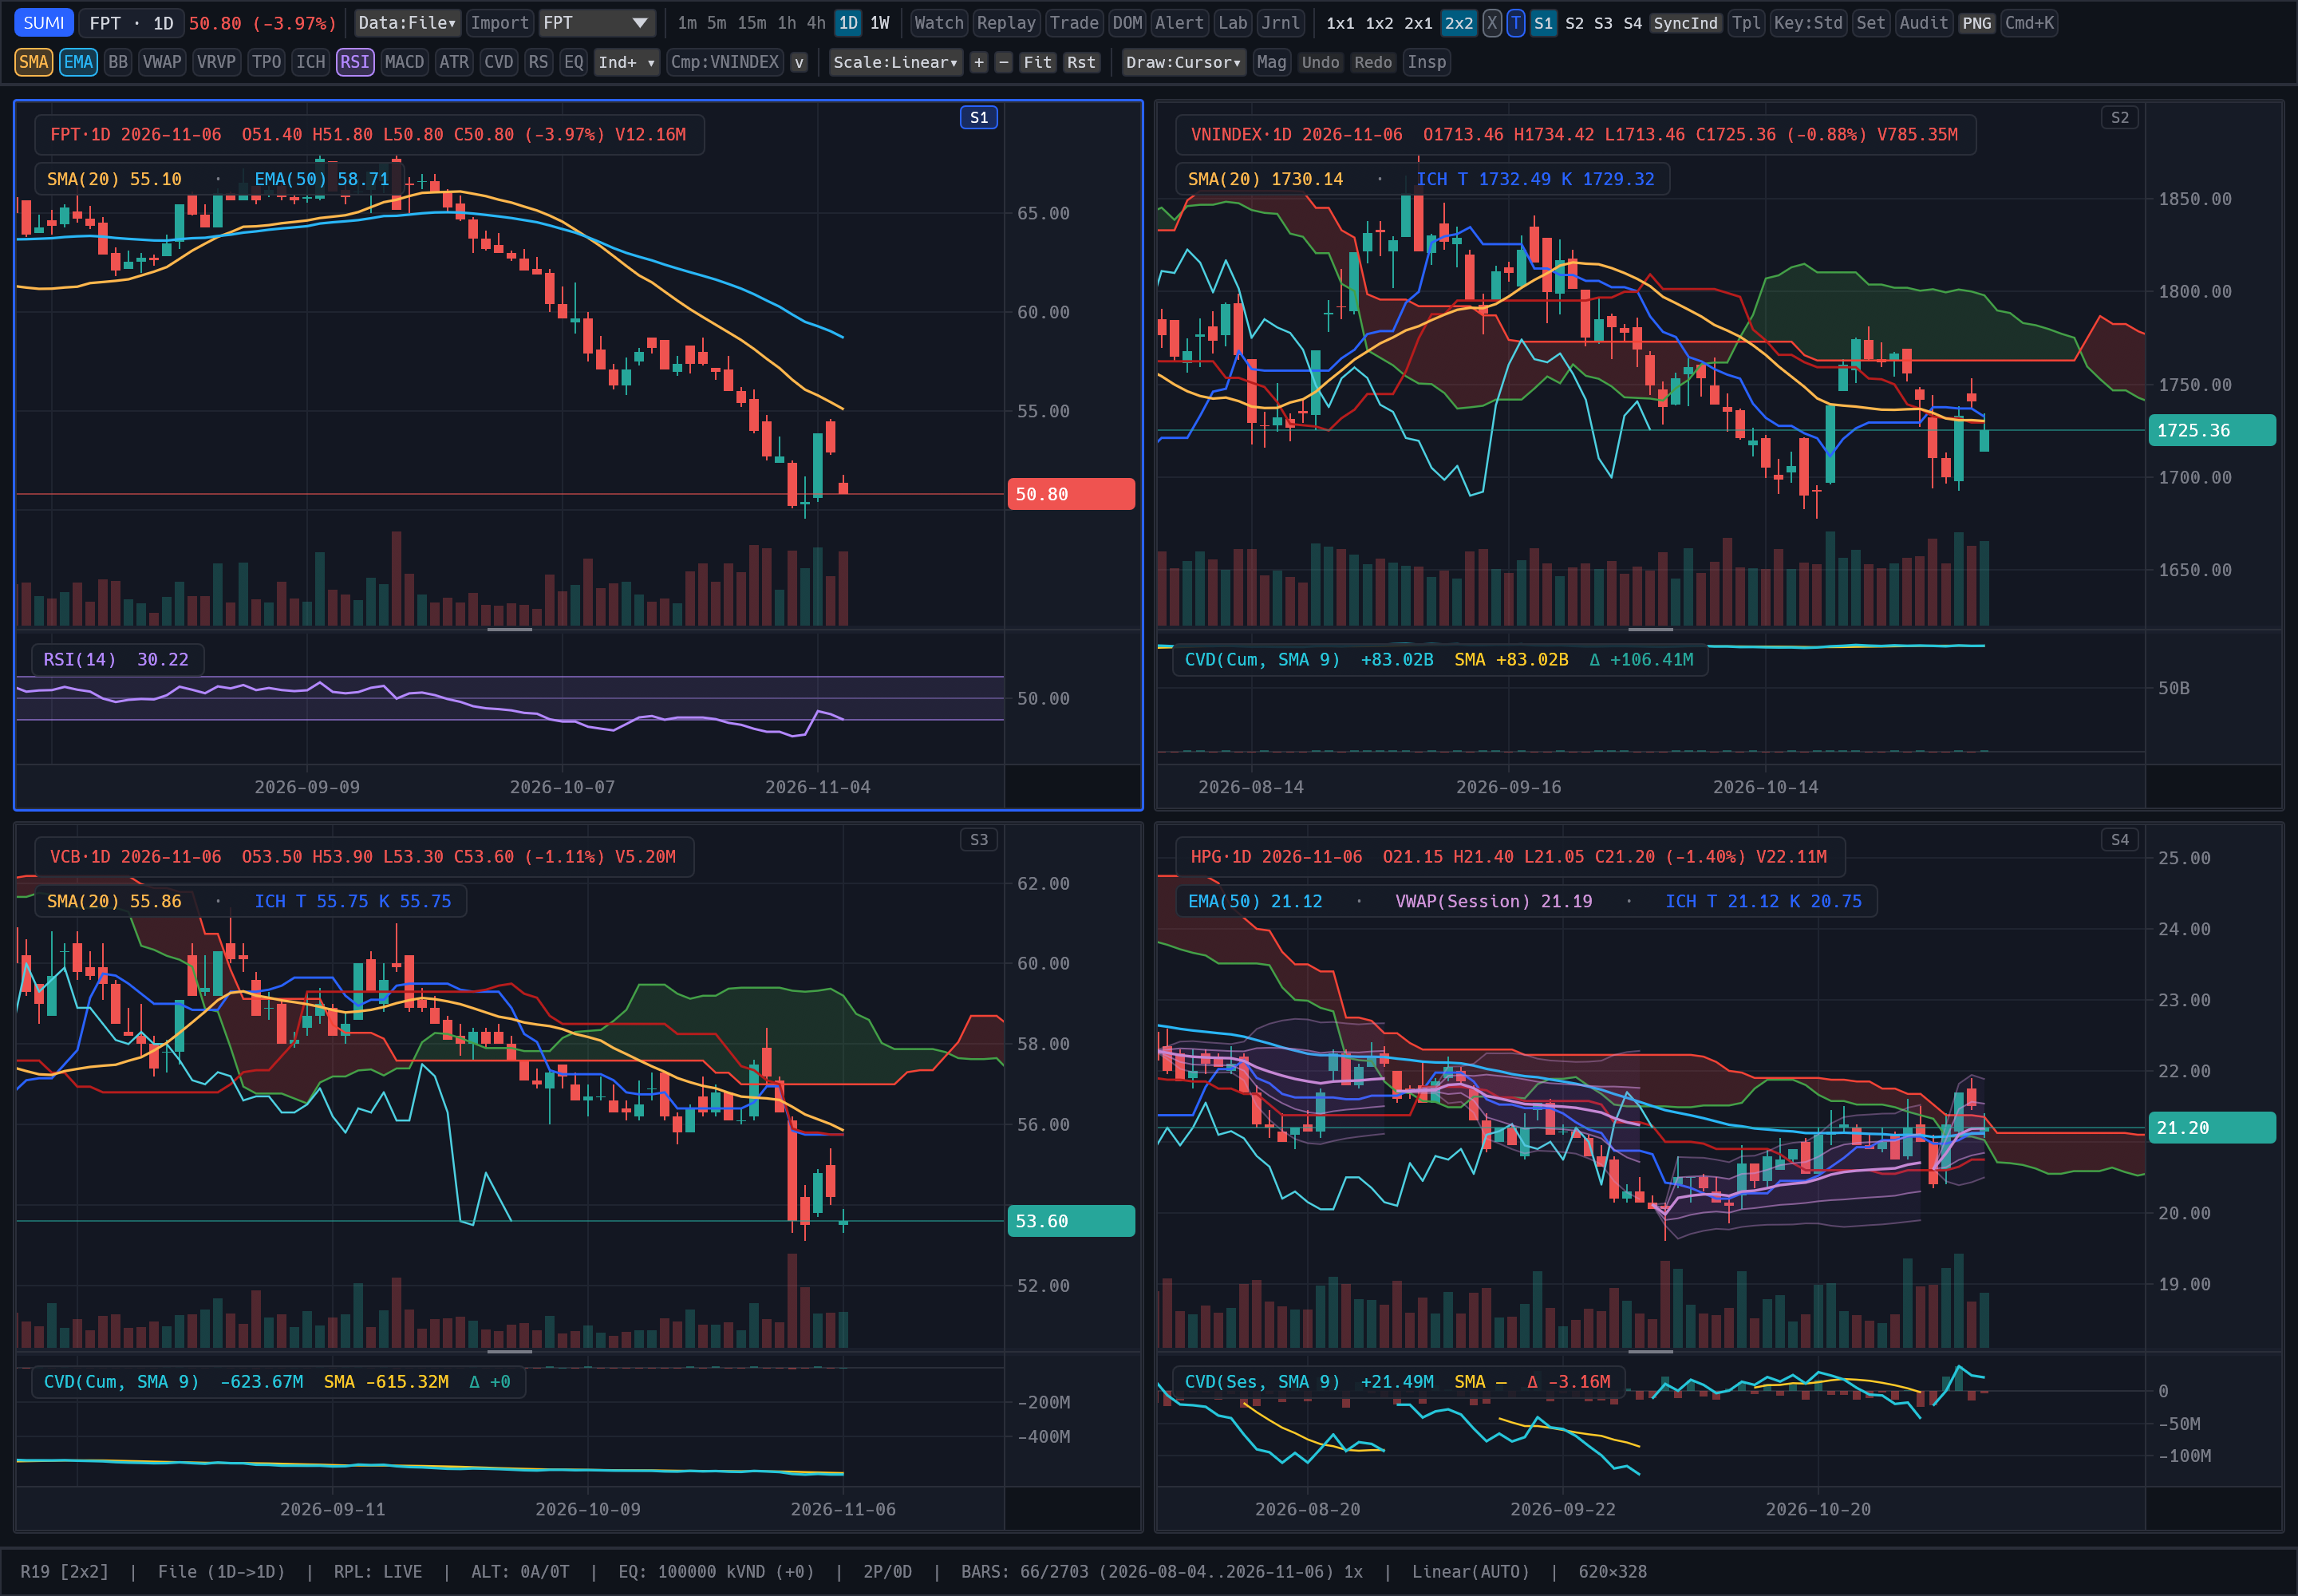 SUMI FPT · 1D 50.80 (-3.97%) Data:File▾ Import FPT 1m 5m 15m 1h 4h 1D 1W Watch Replay Trade DOM Alert Lab Jrnl 1x1 1x2 2x1 2x2 X T S1 S2 S3 S4 SyncInd Tpl Key:Std Set Audit PNG Cmd+K
SMA EMA BB VWAP VRVP TPO ICH RSI MACD ATR CVD RS EQ Ind+ ▾ Cmp:VNINDEX v Scale:Linear▾ + − Fit Rst Draw:Cursor▾ Mag Undo Redo Insp
S1
FPT·1D 2026-11-06 O51.40 H51.80 L50.80 C50.80 (-3.97%) V12.16M
SMA(20) 55.10 · EMA(50) 58.71
65.00
60.00
55.00
50.80
RSI(14) 30.22
50.00
2026-09-09 2026-10-07 2026-11-04
S2
VNINDEX·1D 2026-11-06 O1713.46 H1734.42 L1713.46 C1725.36 (-0.88%) V785.35M
SMA(20) 1730.14 · ICH T 1732.49 K 1729.32
1850.00
1800.00
1750.00
1725.36
1700.00
1650.00
CVD(Cum, SMA 9) +83.02B SMA +83.02B Δ +106.41M
50B
2026-08-14 2026-09-16 2026-10-14
S3
VCB·1D 2026-11-06 O53.50 H53.90 L53.30 C53.60 (-1.11%) V5.20M
62.00
SMA(20) 55.86 · ICH T 55.75 K 55.75
60.00
58.00
56.00
53.60
52.00
CVD(Cum, SMA 9) -623.67M SMA -615.32M Δ +0
-200M
-400M
2026-09-11 2026-10-09 2026-11-06
S4
HPG·1D 2026-11-06 O21.15 H21.40 L21.05 C21.20 (-1.40%) V22.11M
25.00
EMA(50) 21.12 · VWAP(Session) 21.19 · ICH T 21.12 K 20.75
24.00
23.00
22.00
21.20
20.00
19.00
CVD(Ses, SMA 9) +21.49M SMA — Δ -3.16M
0
-50M
-100M
2026-08-20 2026-09-22 2026-10-20
R19 [2x2] | File (1D->1D) | RPL: LIVE | ALT: 0A/0T | EQ: 100000 kVND (+0) | 2P/0D | BARS: 66/2703 (2026-08-04..2026-11-06) 1x | Linear(AUTO) | 620×328